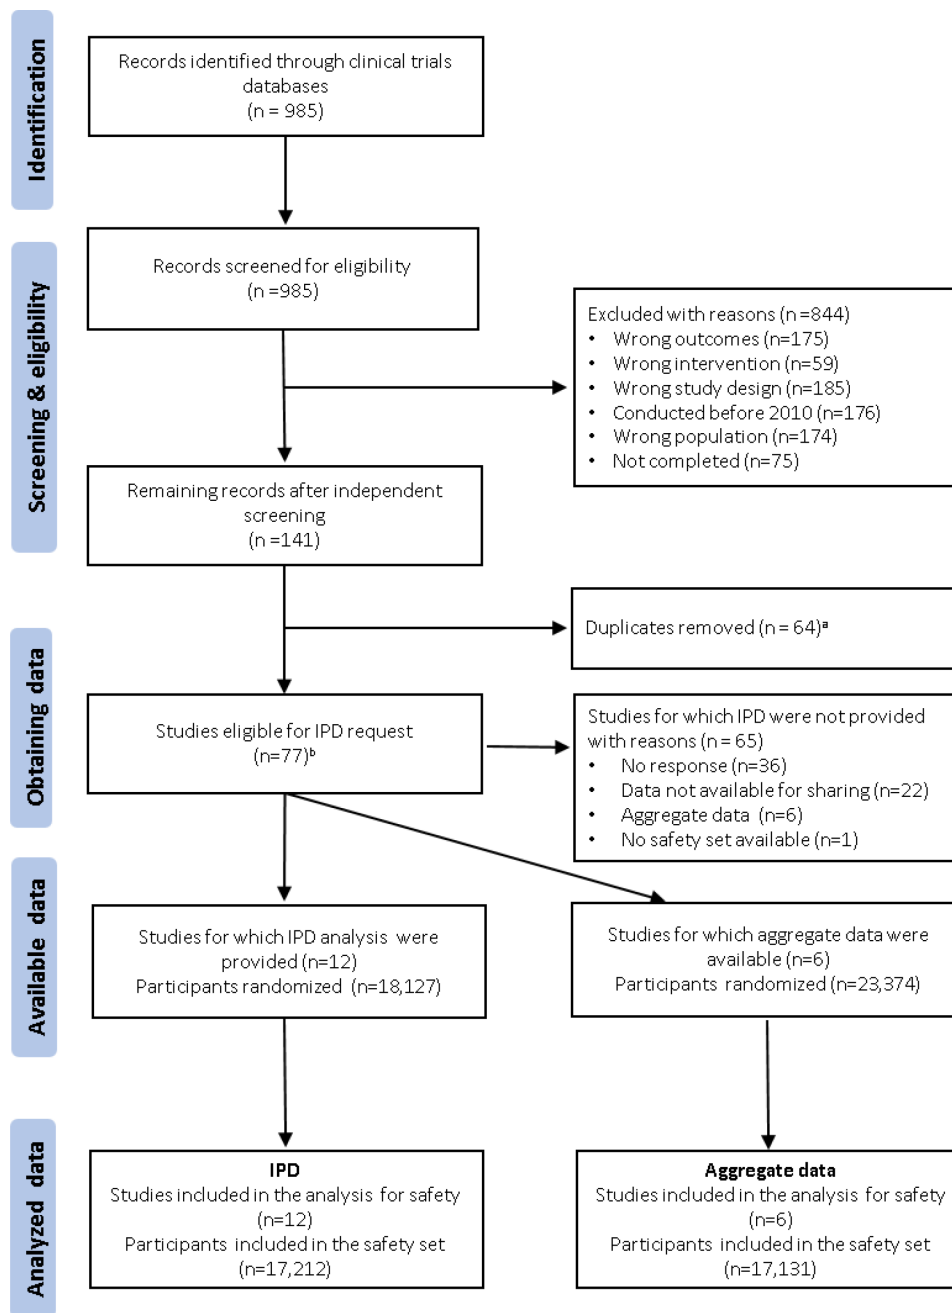 Identification
Records identified through clinical trials
databases
(n = 985)
Screening & eligibility
Records screened for eligibility
(n =985)
Excluded with reasons (n =844)
• Wrong outcomes (n=175)
• Wrong intervention (n=59)
• Wrong study design (n=185)
• Conducted before 2010 (n=176)
• Wrong population (n=174)
• Not completed (n=75)
Remaining records after independent
screening
(n =141)
Obtaining data
Duplicates removed (n = 64)ª
Studies eligible for IPD request
(n=77)ᵇ
Studies for which IPD were not provided
with reasons (n = 65)
• No response (n=36)
• Data not available for sharing (n=22)
• Aggregate data (n=6)
• No safety set available (n=1)
Available data
Studies for which IPD analysis were
provided (n=12)
Participants randomized (n=18,127)
Studies for which aggregate data were
available (n=6)
Participants randomized (n=23,374)
Analyzed data
IPD
Studies included in the analysis for safety
(n=12)
Participants included in the safety set
(n=17,212)
Aggregate data
Studies included in the analysis for safety
(n=6)
Participants included in the safety set
(n=17,131)